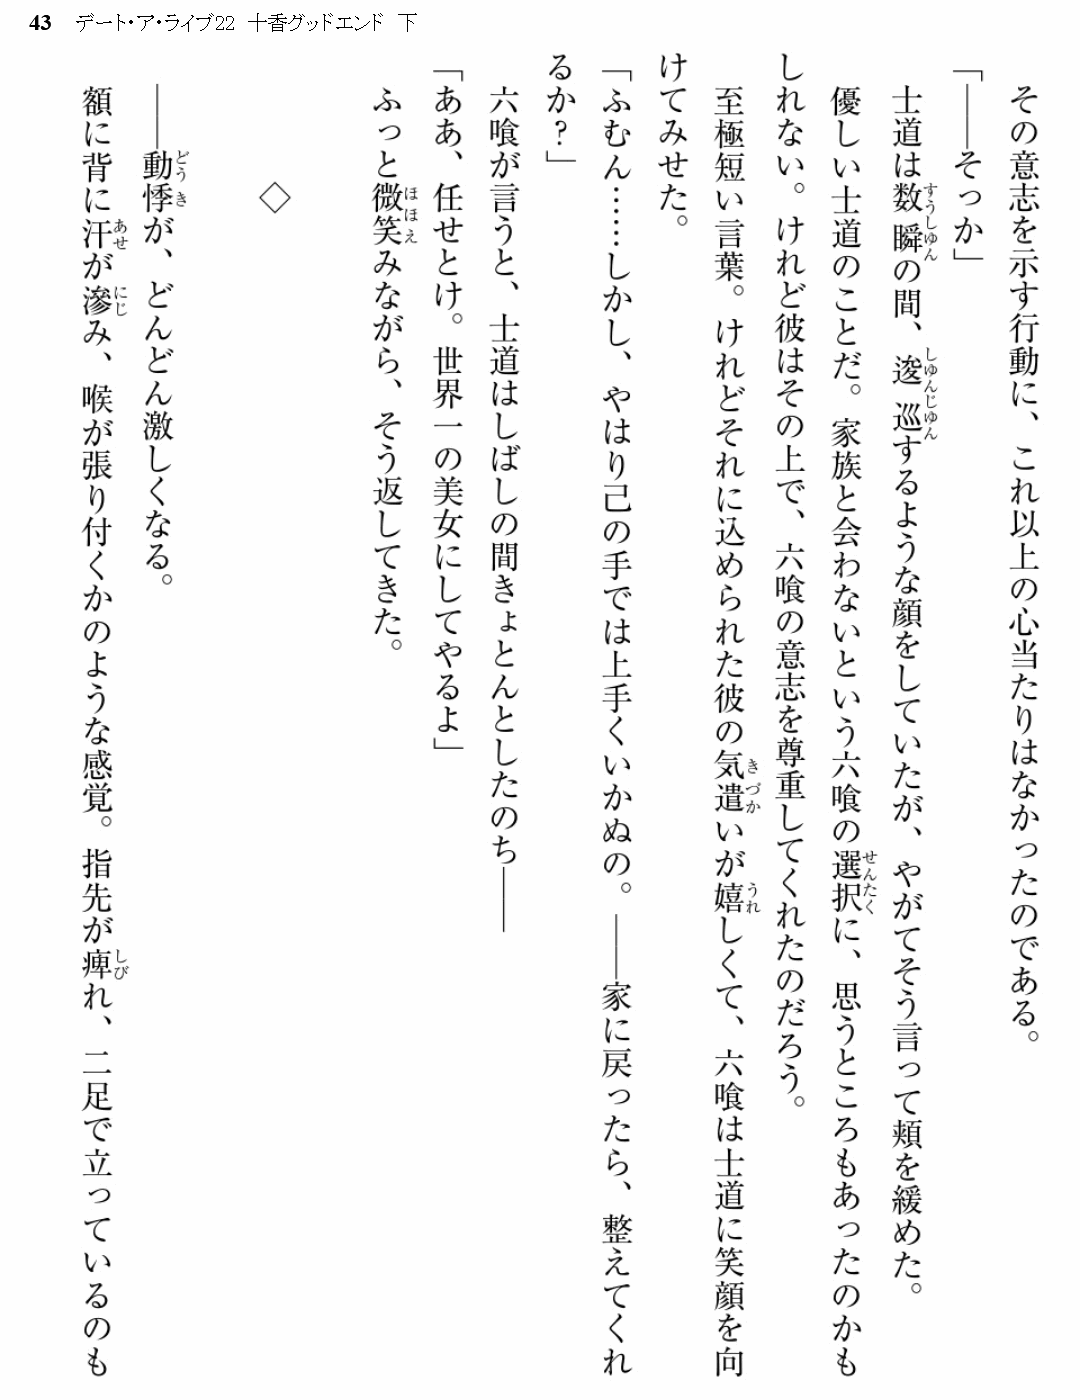 43 デート・ア・ライブ22 十香グッドエンド 下
その意志を示す行動に、これ以上の心当たりはなかったのである。
「――そっか」
士道は数瞬の間、逡巡するような顔をしていたが、やがてそう言って頬を緩めた。
優しい士道のことだ。家族と会わないという六喰の選択に、思うところもあったのかも
しれない。けれど彼はその上で、六喰の意志を尊重してくれたのだろう。
至極短い言葉。けれどそれに込められた彼の気遣いが嬉しくて、六喰は士道に笑顔を向
けてみせた。
「ふむん……しかし、やはり己の手では上手くいかぬの。――家に戻ったら、整えてくれ
るか?」
六喰が言うと、士道はしばしの間きょとんとしたのち――
「ああ、任せとけ。世界一の美女にしてやるよ」
ふっと微笑みながら、そう返してきた。
◇
――動悸が、どんどん激しくなる。
額に背に汗が滲み、喉が張り付くかのような感覚。指先が痺れ、二足で立っているのも